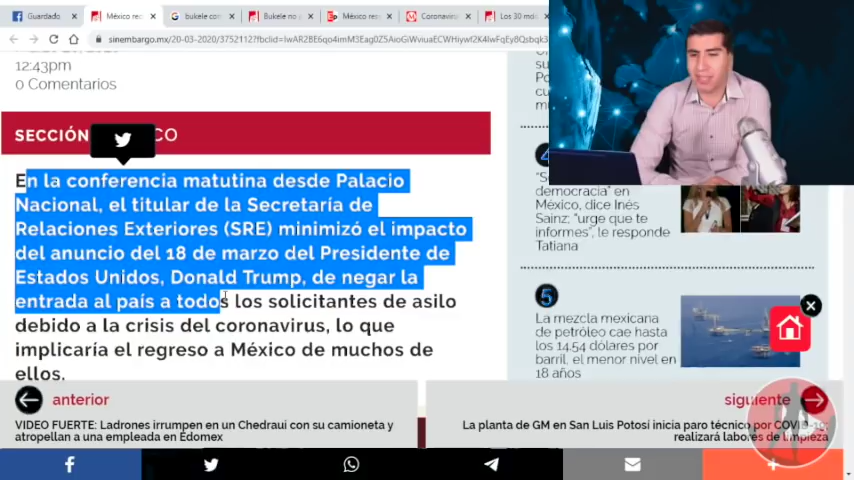 Guardado
México res
bukele con
Bukele no
México res
Coronaviru
Los 30 mdd
sinembargo.mx/20-03-2020/3752112?fbclid=
12:43pm
0 Comentarios
SECCIÓN
CO
En la conferencia matutina desde Palacio
Nacional, el titular de la Secretaría de
Relaciones Exteriores (SRE) minimizó el impacto
del anuncio del 18 de marzo del Presidente de
Estados Unidos, Donald Trump, de negar la
entrada al país a todos los solicitantes de asilo
debido a la crisis del coronavirus, lo que
implicaría el regreso a México de muchos de
ellos.
4
democracia" en
México, dice Inés
Sainz; "urge que te
informes", le responde
Tatiana
5
La mezcla mexicana
de petróleo cae hasta
los 14.54 dólares por
barril, el menor nivel en
18 años
anterior
VIDEO FUERTE: Ladrones irrumpen en un Chedraui con su camioneta y
atropellan a una empleada en Edomex
siguiente
La planta de GM en San Luis Potosí inicia paro técnico por COVID-19;
realizará labores de limpieza